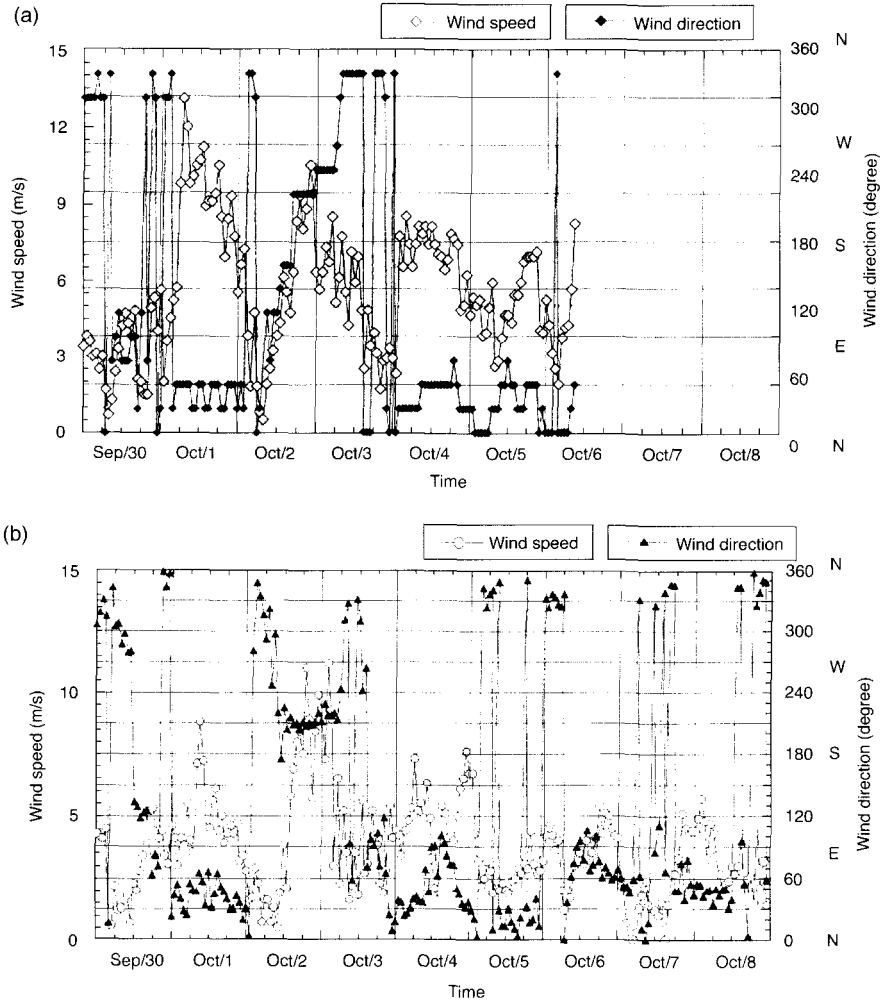 (a)
Wind speed
Wind direction
N
15
360
300
12
W
Wind speed (m/s)
240
9
Wind direction (degree)
180
S
6
120
E
3
60
0
0
N
Sep/30
Oct/1
Oct/2
Oct/3
Oct/4
Oct/5
Oct/6
Oct/7
Oct/8
Time
(b)
Wind speed
Wind direction
N
15
360
300
W
10
240
Wind speed (m/s)
Wind direction (degree)
180
S
5
120
E
60
0
0
N
Sep/30
Oct/1
Oct/2
Oct/3
Oct/4
Oct/5
Oct/6
Oct/7
Oct/8
Time